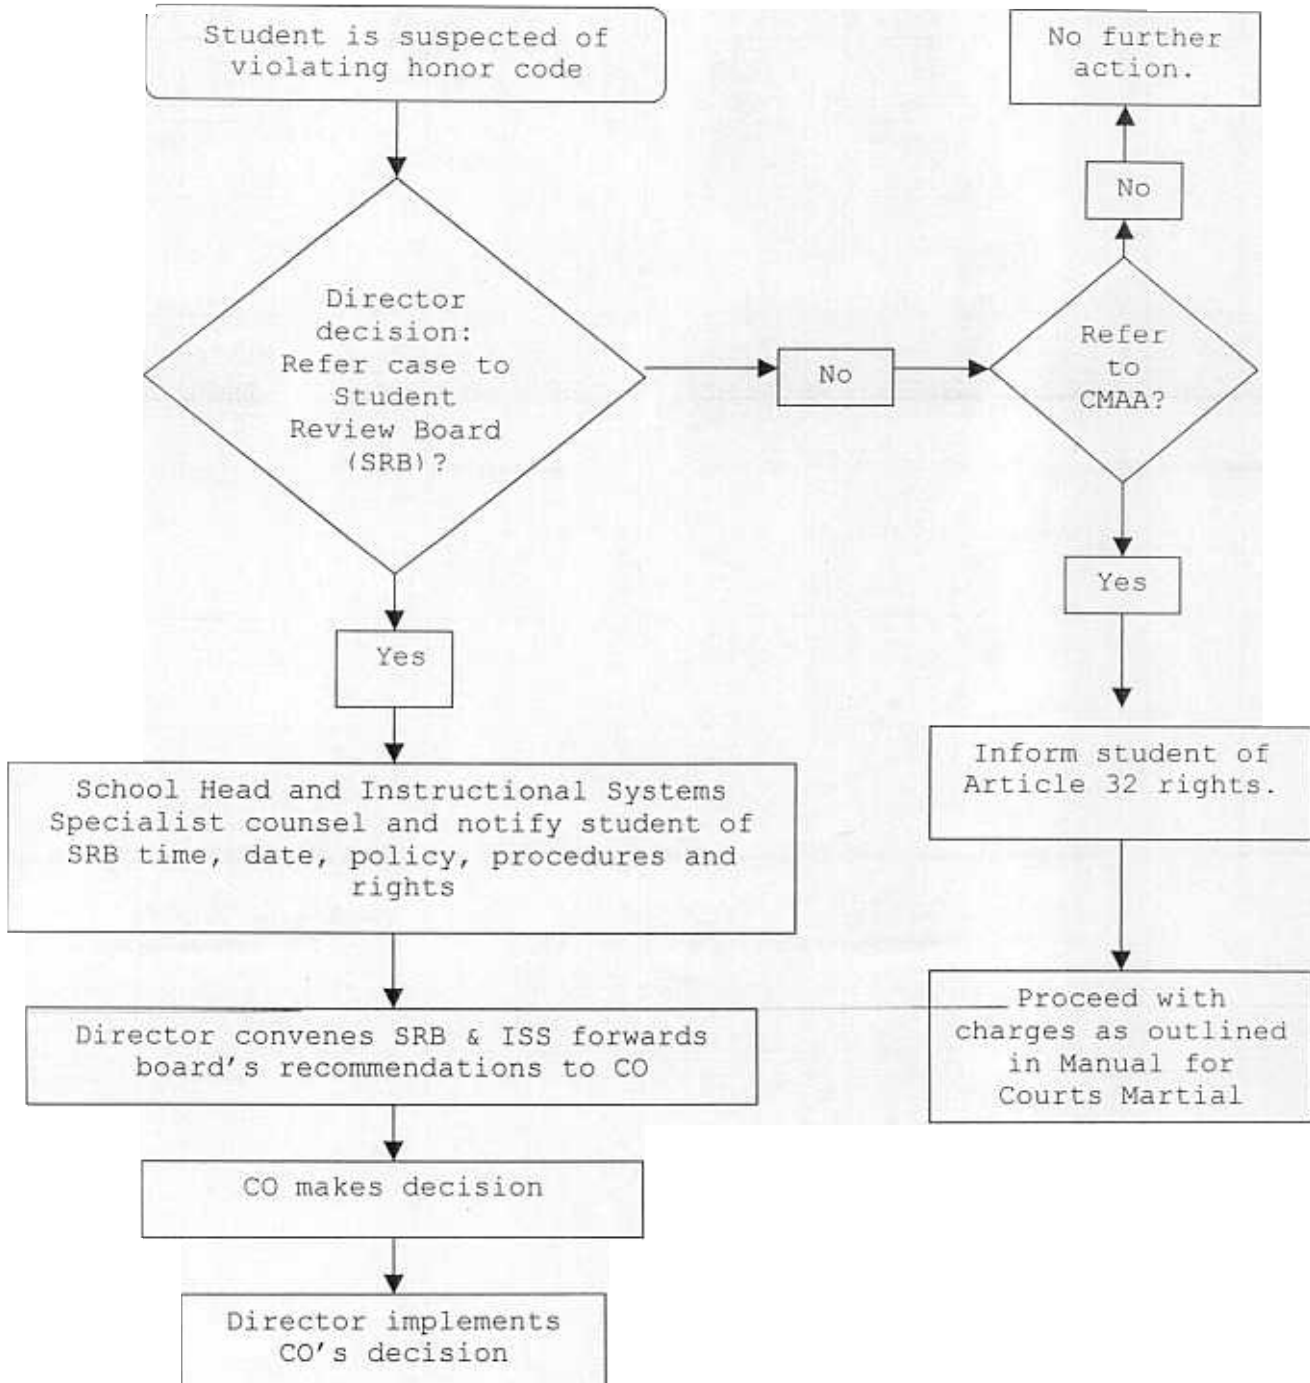 Student is suspected of
violating honor code
No further
action.
No
Director
decision:
Refer case to
Student
Review Board
(SRB)?
No
Refer
to
CMAA?
Yes
Yes
School Head and Instructional Systems
Specialist counsel and notify student of
SRB time, date, policy, procedures and
rights
Inform student of
Article 32 rights.
Director convenes SRB & ISS forwards
board's recommendations to CO
Proceed with
charges as outlined
in Manual for
Courts Martial
CO makes decision
Director implements
CO's decision